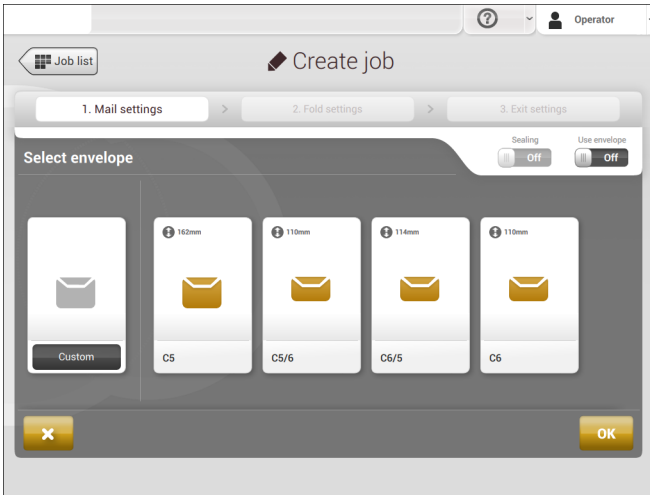 ? Operator
Job list Create job
1. Mail settings > 2. Fold settings > 3. Exit settings
Sealing Use envelope
Select envelope Off Off
162mm 110mm 114mm 110mm
Custom C5 C5/6 C6/5 C6
OK